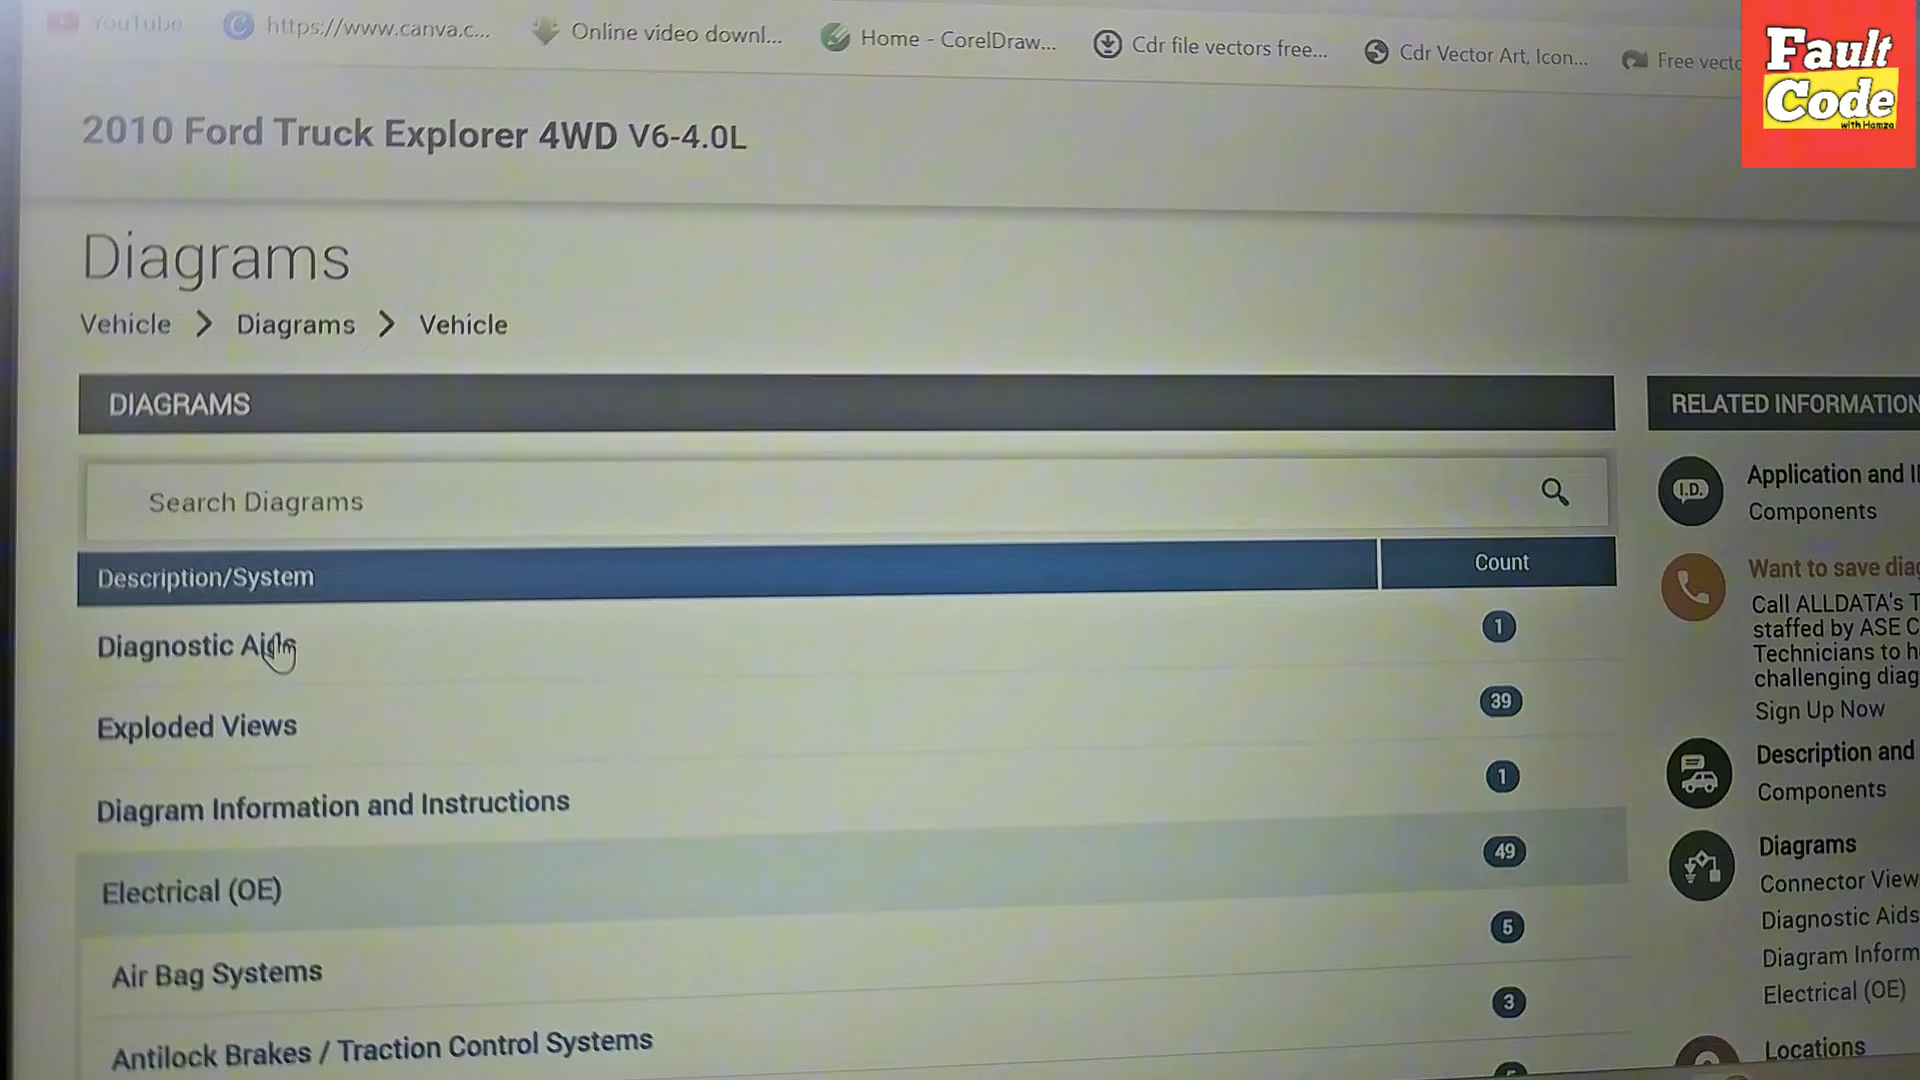 YouTube
https://www.canva.c...
Online video downl...
Home - CorelDraw...
Cdr file vectors free...
Cdr Vector Art, Icon...
Free vecto
Fault
Code
with Hamza
2010 Ford Truck Explorer 4WD V6-4.0L
Diagrams
Vehicle > Diagrams > Vehicle
DIAGRAMS
Search Diagrams
Description/System Count
Diagnostic Aids 1
Exploded Views 39
Diagram Information and Instructions 1
Electrical (OE) 49
Air Bag Systems 5
Antilock Brakes / Traction Control Systems 3
RELATED INFORMATION
I.D.
Application and I
Components
Want to save diag
Call ALLDATA's T
staffed by ASE C
Technicians to h
challenging diag
Sign Up Now
Description and
Components
Diagrams
Connector View
Diagnostic Aids
Diagram Inform
Electrical (OE)
Locations